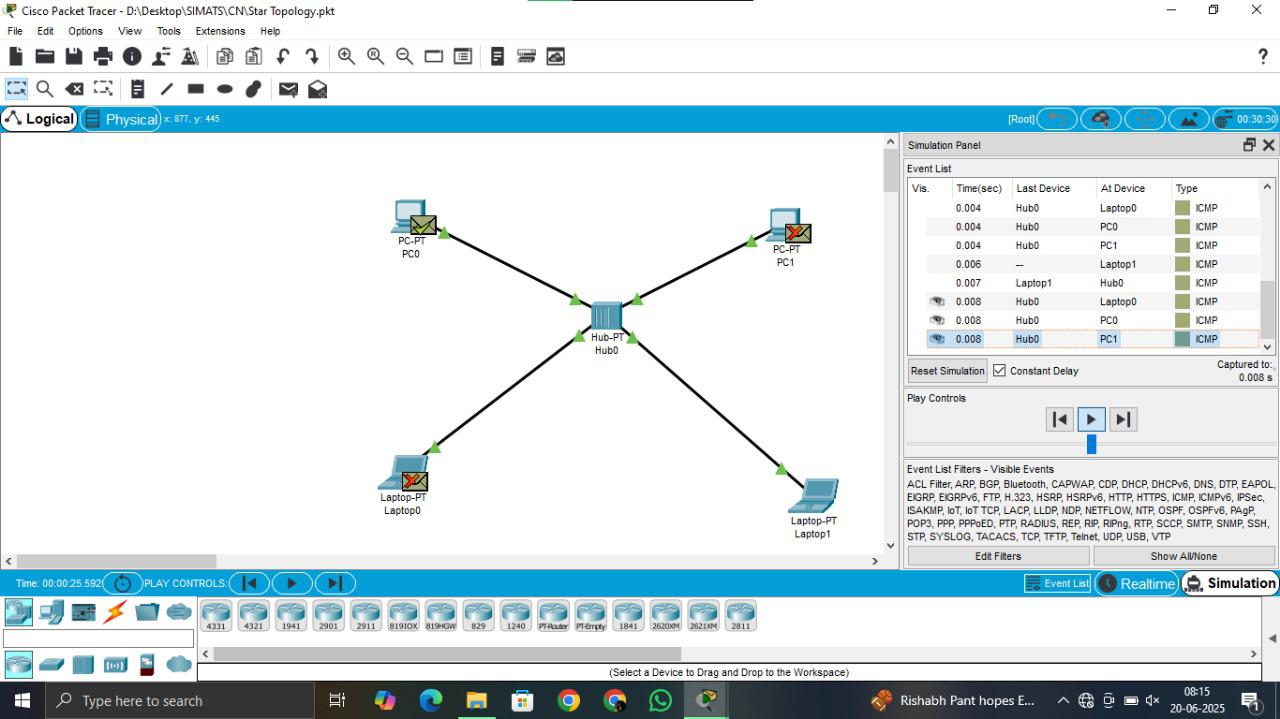 Cisco Packet Tracer - D:\Desktop\SIMATS\CN\Star Topology.pkt
File Edit Options View Tools Extensions Help
Logical Physical x: 877, y: 445 [Root] 00:30:30
PC-PT
PC0
PC-PT
PC1
Hub-PT
Hub0
Laptop-PT
Laptop0
Laptop-PT
Laptop1
Simulation Panel
Event List
Vis. Time(sec) Last Device At Device Type
0.004 Hub0 Laptop0 ICMP
0.004 Hub0 PC0 ICMP
0.004 Hub0 PC1 ICMP
0.006 -- Laptop1 ICMP
0.007 Laptop1 Hub0 ICMP
0.008 Hub0 Laptop0 ICMP
0.008 Hub0 PC0 ICMP
0.008 Hub0 PC1 ICMP
Reset Simulation Constant Delay Captured to:
0.008 s
Play Controls
Event List Filters - Visible Events
ACL Filter, ARP, BGP, Bluetooth, CAPWAP, CDP, DHCP, DHCPv6, DNS, DTP, EAPOL,
EIGRP, EIGRPv6, FTP, H.323, HSRP, HSRPv6, HTTP, HTTPS, ICMP, ICMPv6, IPSec,
ISAKMP, IoT, IoT TCP, LACP, LLDP, NDP, NETFLOW, NTP, OSPF, OSPFv6, PAgP,
POP3, PPP, PPPoED, PTP, RADIUS, REP, RIP, RIPng, RTP, SCCP, SMTP, SNMP, SSH,
STP, SYSLOG, TACACS, TCP, TFTP, Telnet, UDP, USB, VTP
Edit Filters Show All/None
Time: 00:00:25.592 PLAY CONTROLS: Event List Realtime Simulation
4331 4321 1941 2901 2911 819IOX 819HGW 829 1240 PT-Router PT-Empty 1841 2620XM 2621XM 2811
(Select a Device to Drag and Drop to the Workspace)
Type here to search Rishabh Pant hopes E... 08:15
20-06-2025
1